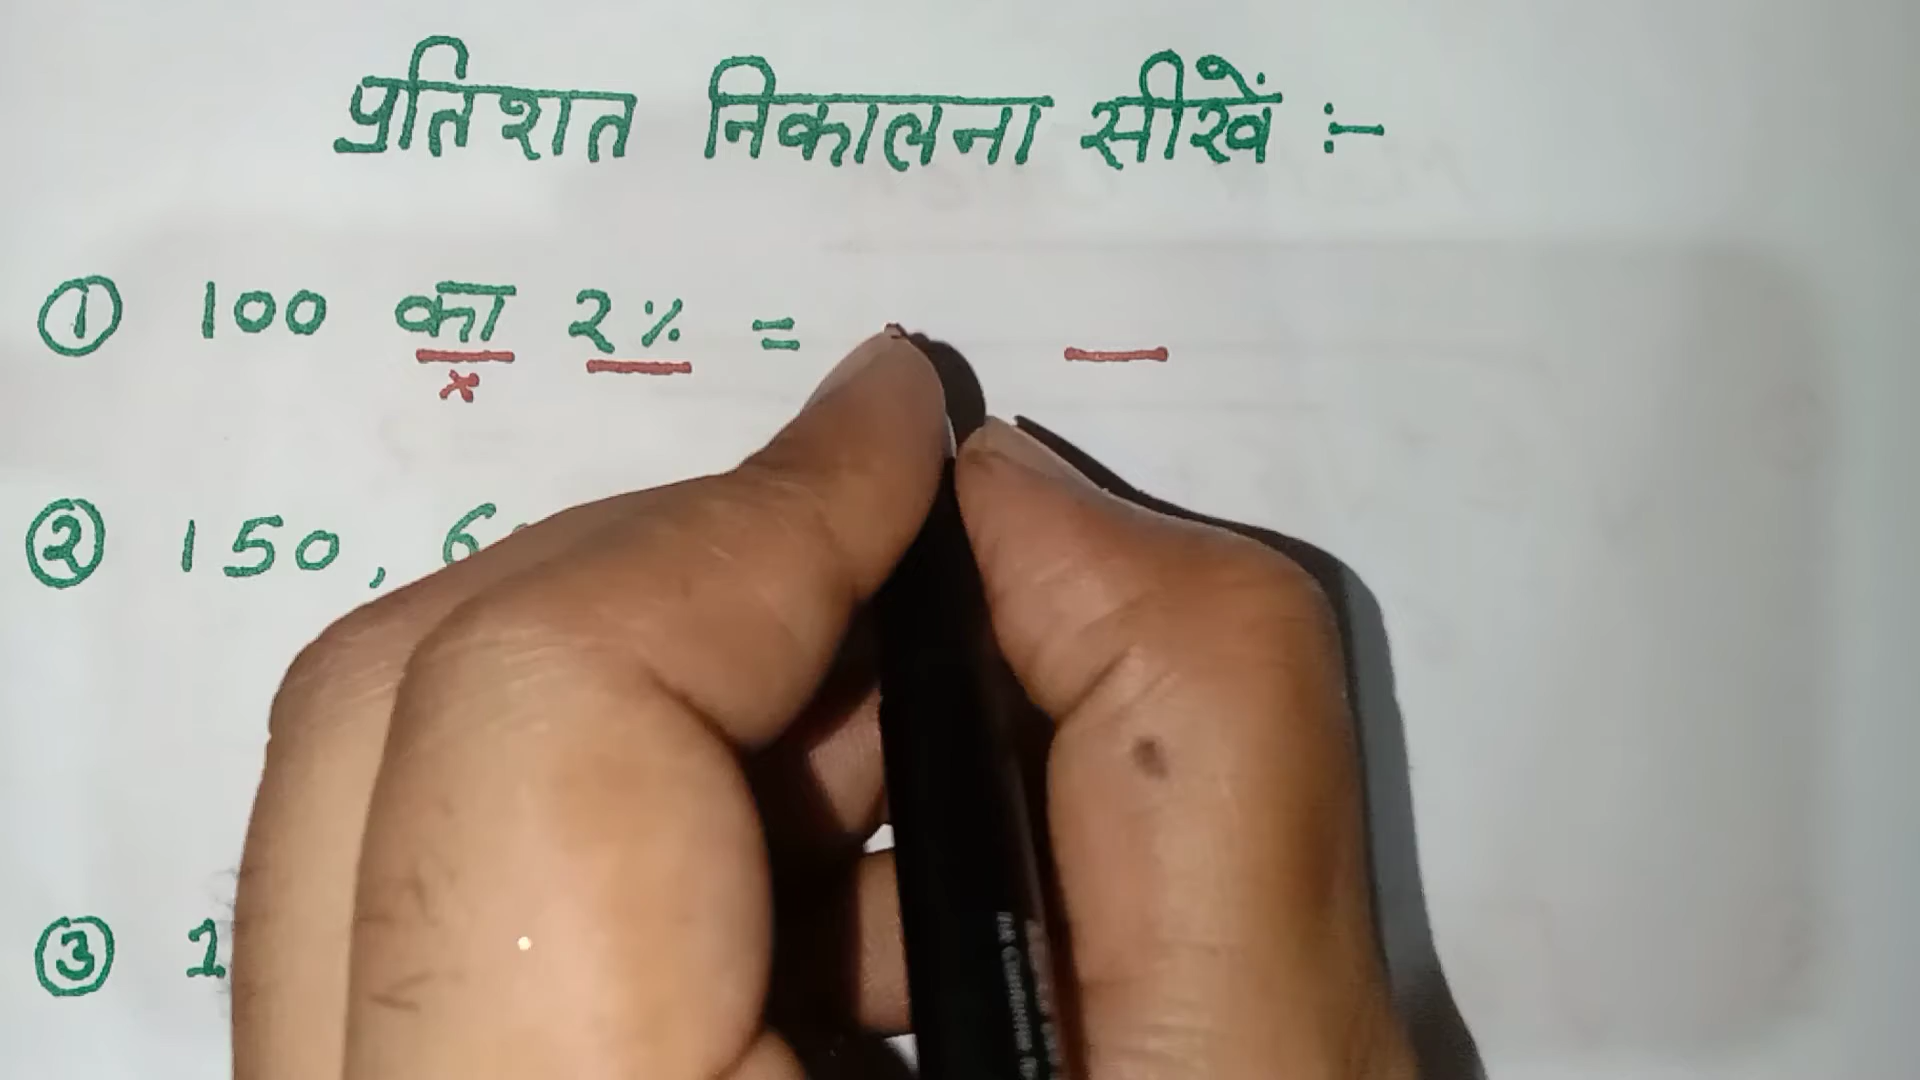 प्रतिशत निकालना सीखें :-
① 100 का 2% =
×
② 150, 6
③ 1